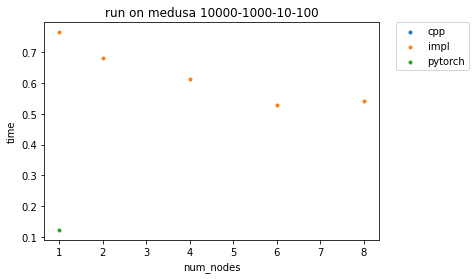 run on medusa 10000-1000-10-100
cpp
impl
pytorch
0.7
0.6
0.5
0.4
0.3
0.2
0.1
time
1 2 3 4 5 6 7 8
num_nodes